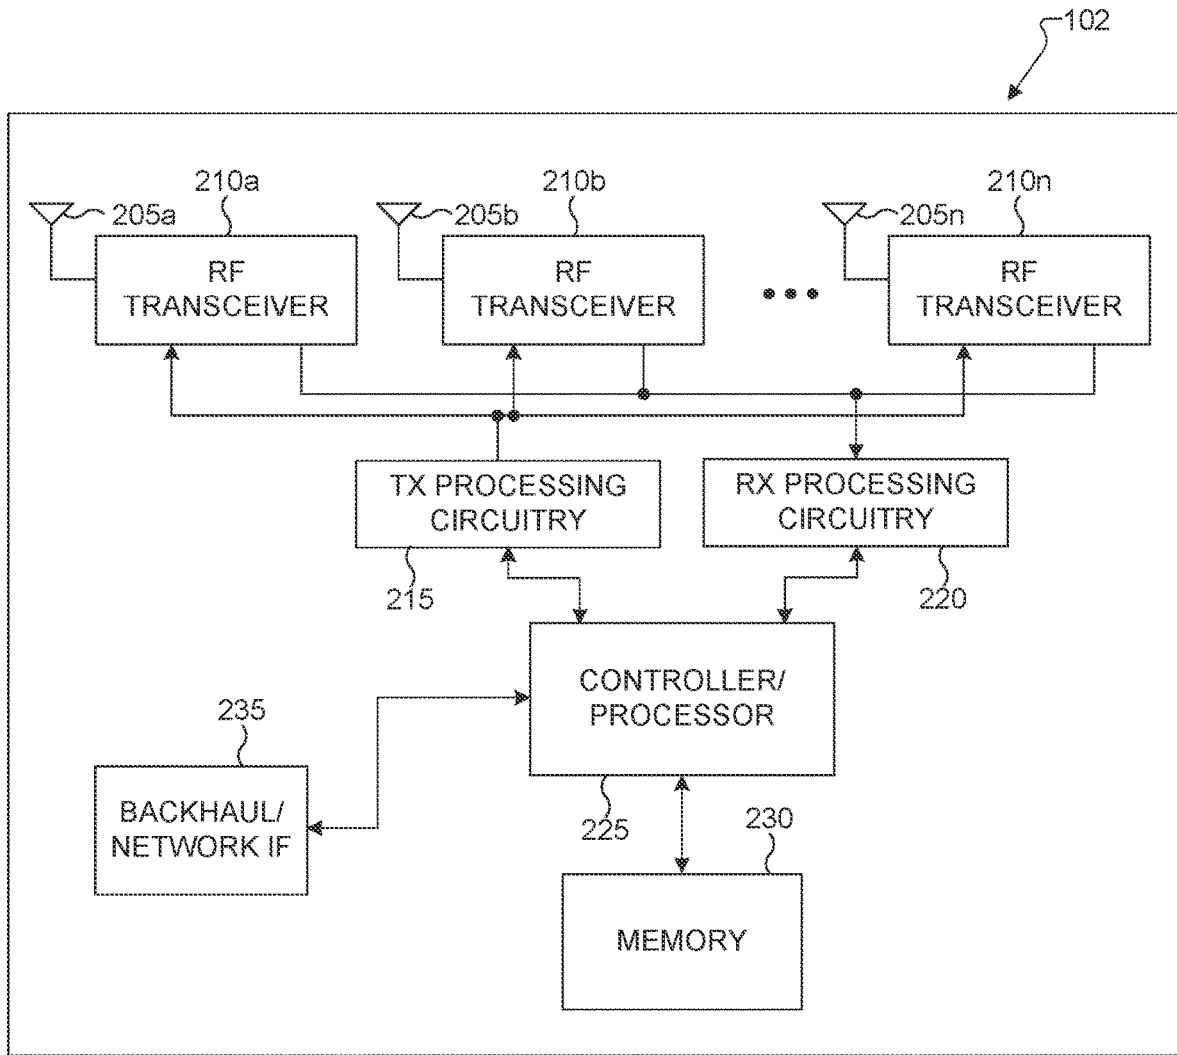 102
210a
210b
210n
205a
205b
205n
RF
TRANSCEIVER
RF
TRANSCEIVER
RF
TRANSCEIVER
TX PROCESSING
CIRCUITRY
RX PROCESSING
CIRCUITRY
215
220
CONTROLLER/
PROCESSOR
235
BACKHAUL/
NETWORK IF
225
230
MEMORY